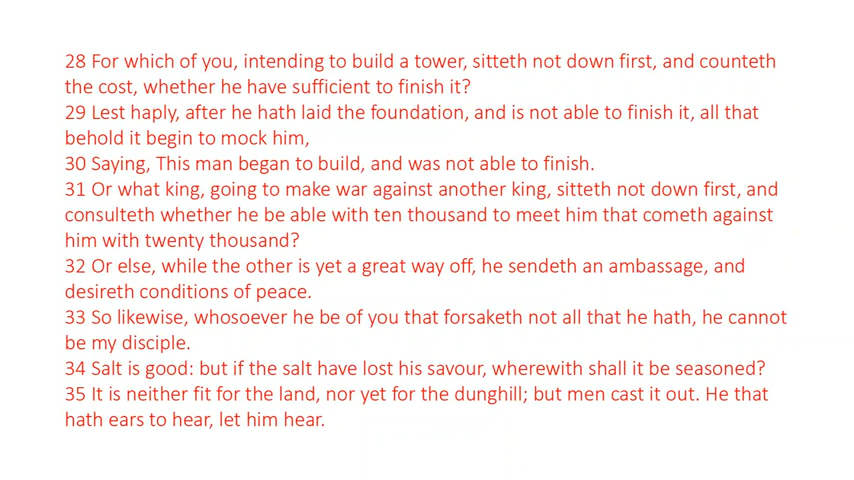 28 For which of you, intending to build a tower, sitteth not down first, and counteth
the cost, whether he have sufficient to finish it?
29 Lest haply, after he hath laid the foundation, and is not able to finish it, all that
behold it begin to mock him,
30 Saying, This man began to build, and was not able to finish.
31 Or what king, going to make war against another king, sitteth not down first, and
consulteth whether he be able with ten thousand to meet him that cometh against
him with twenty thousand?
32 Or else, while the other is yet a great way off, he sendeth an ambassage, and
desireth conditions of peace.
33 So likewise, whosoever he be of you that forsaketh not all that he hath, he cannot
be my disciple.
34 Salt is good: but if the salt have lost his savour, wherewith shall it be seasoned?
35 It is neither fit for the land, nor yet for the dunghill; but men cast it out. He that
hath ears to hear, let him hear.